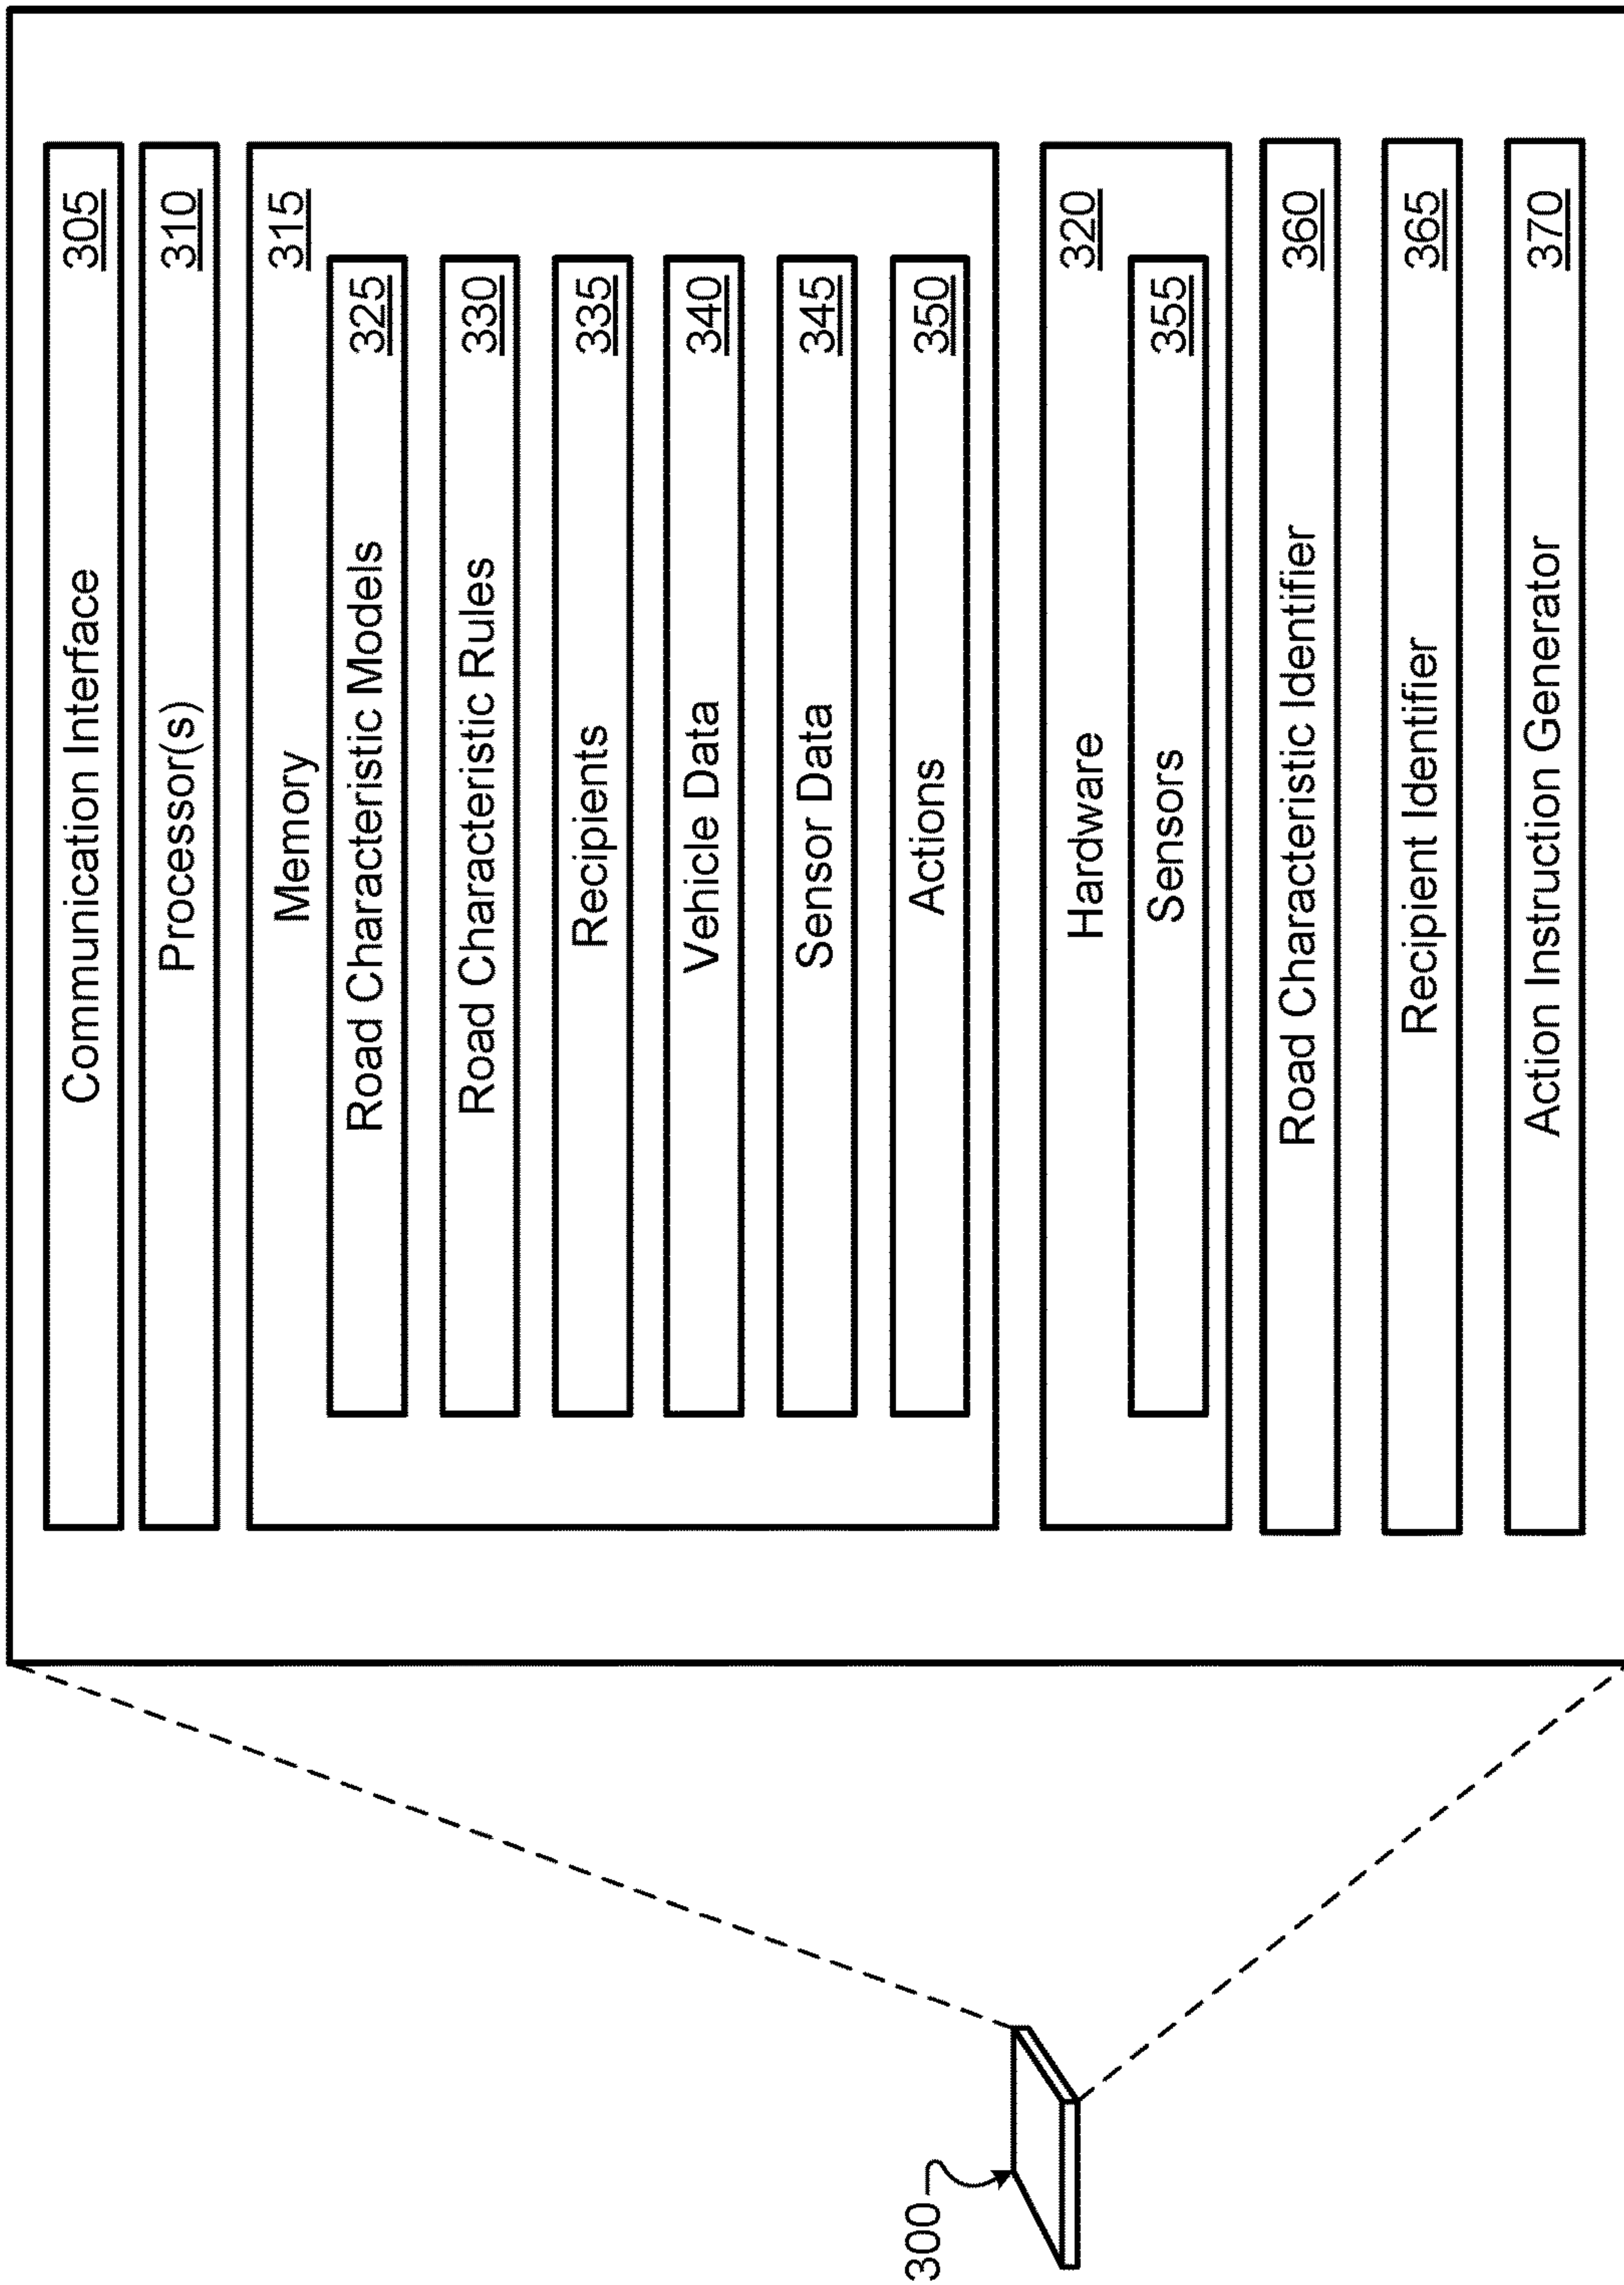 300
Communication Interface 305
Processor(s) 310
Memory 315
Road Characteristic Models 325
Road Characteristic Rules 330
Recipients 335
Vehicle Data 340
Sensor Data 345
Actions 350
Hardware 320
Sensors 355
Road Characteristic Identifier 360
Recipient Identifier 365
Action Instruction Generator 370